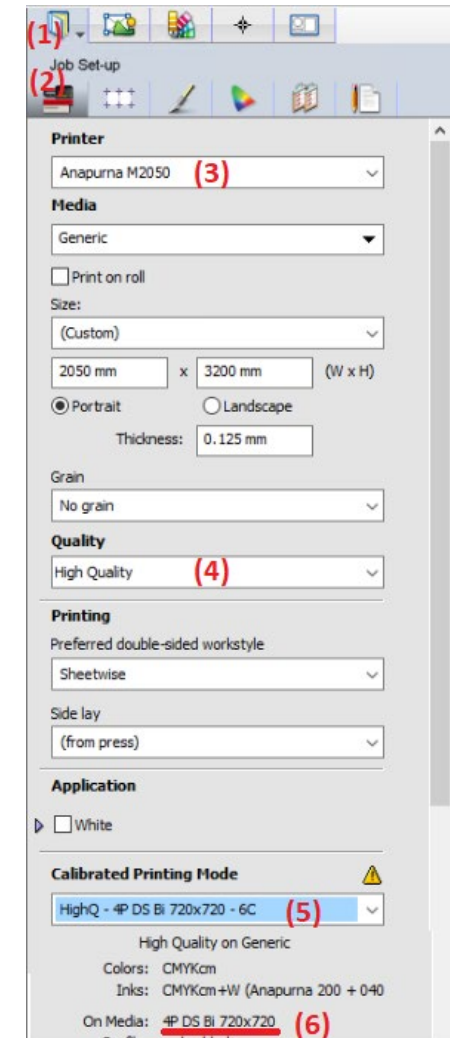 (1)
Job Set-up
(2)
Printer
Anapurna M2050 (3)
Media
Generic
Print on roll
Size:
(Custom)
2050 mm x 3200 mm (W x H)
Portrait Landscape
Thickness: 0.125 mm
Grain
No grain
Quality
High Quality (4)
Printing
Preferred double-sided workstyle
Sheetwise
Side lay
(from press)
Application
White
Calibrated Printing Mode
HighQ - 4P DS Bi 720x720 - 6C (5)
High Quality on Generic
Colors: CMYKcm
Inks: CMYKcm+W (Anapurna 200 + 040
On Media: 4P DS Bi 720x720 (6)